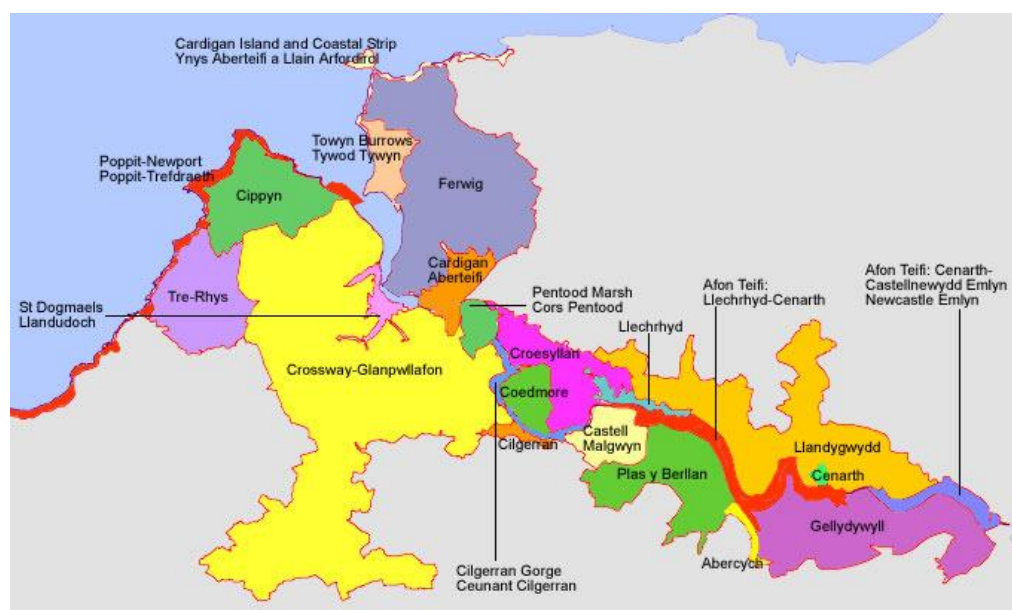 Cardigan Island and Coastal Strip
Ynys Aberteifi a Llain Arfordirol
Towyn Burrows
Tywod Tywyn
Poppit-Newport
Poppit-Trefdraeth
Cippyn
Ferwig
Cardigan
Aberteifi
Tre-Rhys
St Dogmaels
Llandudoch
Pentood Marsh
Cors Pentood
Afon Teifi:
Llechrhyd-Cenarth
Afon Teifi: Cenarth-
Castellnewydd Emlyn
Newcastle Emlyn
Llechrhyd
Croesyllan
Crossway-Glanpwllafon
Coedmore
Castell
Malgwyn
Cilgerran
Llandygwydd
Plas y Berllan
Cenarth
Gellydywyll
Abercych
Cilgerran Gorge
Ceunant Cilgerran